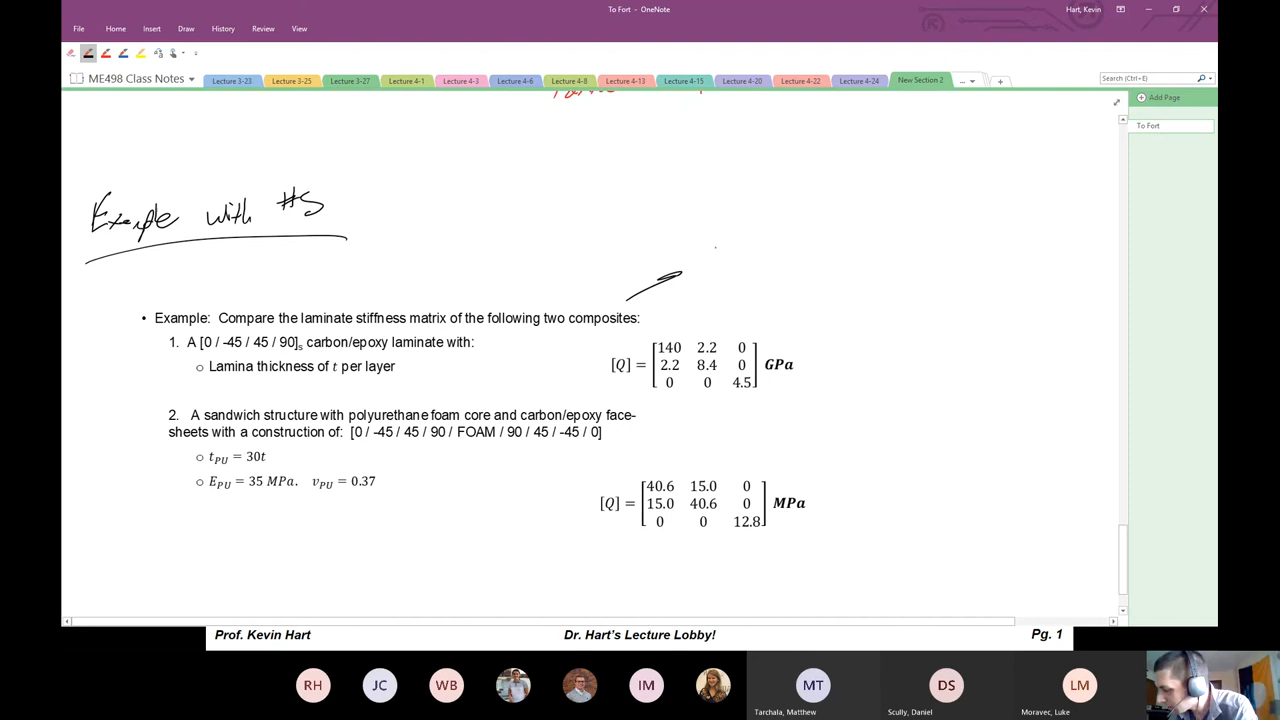 To Fort - OneNote
Hart, Kevin
File Home Insert Draw History Review View
ME498 Class Notes
Lecture 3-23 Lecture 3-25 Lecture 3-27 Lecture 4-1 Lecture 4-3 Lecture 4-6 Lecture 4-8 Lecture 4-13 Lecture 4-15 Lecture 4-20 Lecture 4-22 Lecture 4-24 New Section 2 ...
Search (Ctrl+E)
Add Page
To Fort
Example with #s
• Example: Compare the laminate stiffness matrix of the following two composites:
1. A [0 / -45 / 45 / 90]s carbon/epoxy laminate with:
o Lamina thickness of t per layer
[Q] = [140 2.2 0
2.2 8.4 0
0 0 4.5] GPa
2. A sandwich structure with polyurethane foam core and carbon/epoxy face-
sheets with a construction of: [0 / -45 / 45 / 90 / FOAM / 90 / 45 / -45 / 0]
o tPU = 30t
o EPU = 35 MPa. νPU = 0.37
[Q] = [40.6 15.0 0
15.0 40.6 0
0 0 12.8] MPa
Prof. Kevin Hart Dr. Hart's Lecture Lobby! Pg. 1
RH JC WB IM MT DS LM
Tarchala, Matthew Scully, Daniel Moravec, Luke